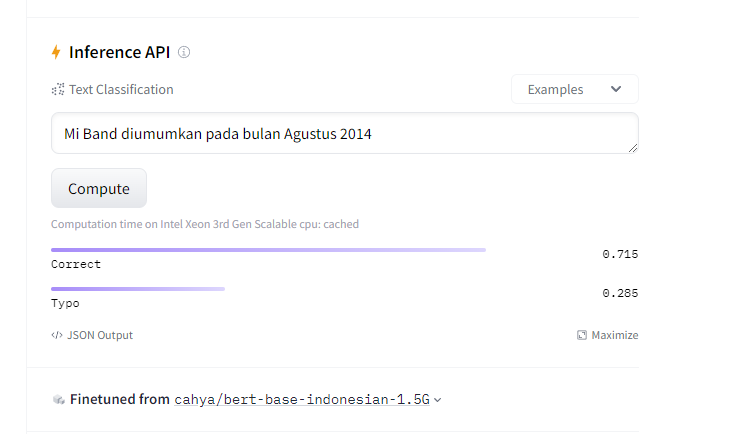 Inference API
Text Classification
Examples
Mi Band diumumkan pada bulan Agustus 2014
Compute
Computation time on Intel Xeon 3rd Gen Scalable cpu: cached
0.715
Correct
0.285
Typo
</> JSON Output
Maximize
Finetuned from cahya/bert-base-indonesian-1.5G